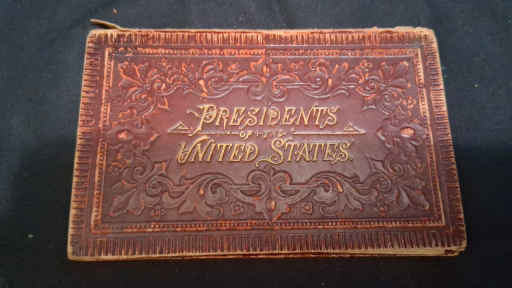 PRESIDENTS
OF THE
UNITED STATES.